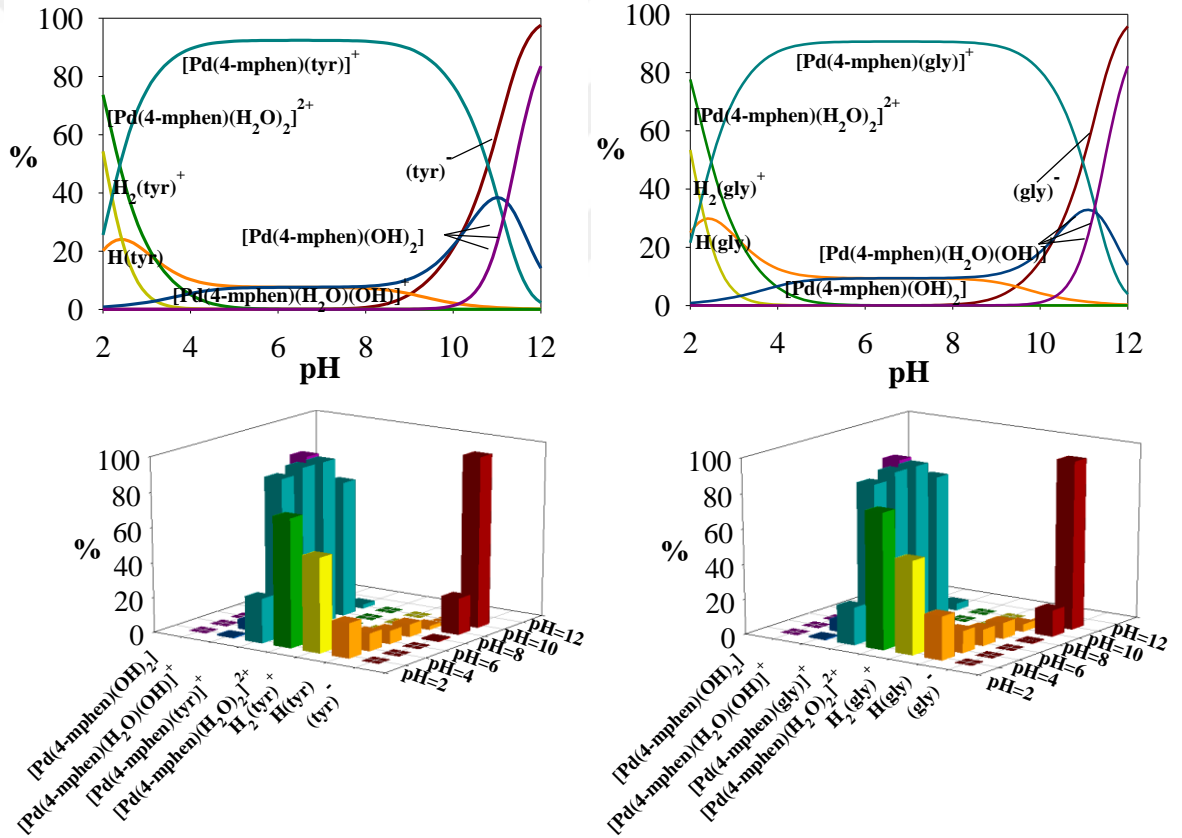 100
80
60
40
20
0
%
[Pd(4-mphen)(tyr)]⁺
[Pd(4-mphen)(H₂O)₂]²⁺
H₂(tyr)⁺
H(tyr)
(tyr)⁻
[Pd(4-mphen)(OH)₂]
[Pd(4-mphen)(H₂O)(OH)]⁺
2 4 6 8 10 12
pH
100
80
60
40
20
0
%
[Pd(4-mphen)(gly)]⁺
[Pd(4-mphen)(H₂O)₂]²⁺
H₂(gly)⁺
H(gly)
(gly)⁻
[Pd(4-mphen)(H₂O)(OH)]
[Pd(4-mphen)(OH)₂]
2 4 6 8 10 12
pH
100
80
60
40
20
0
%
[Pd(4-mphen)(OH)₂]
[Pd(4-mphen)(H₂O)(OH)]⁺
[Pd(4-mphen)(tyr)]⁺
[Pd(4-mphen)(H₂O)₂]²⁺
H₂(tyr)⁺
H(tyr)
(tyr)⁻
pH=2
pH=4
pH=6
pH=8
pH=10
pH=12
100
80
60
40
20
0
%
[Pd(4-mphen)(OH)₂]
[Pd(4-mphen)(H₂O)(OH)]⁺
[Pd(4-mphen)(gly)]⁺
[Pd(4-mphen)(H₂O)₂]²⁺
H₂(gly)⁺
H(gly)
(gly)⁻
pH=2
pH=4
pH=6
pH=8
pH=10
pH=12